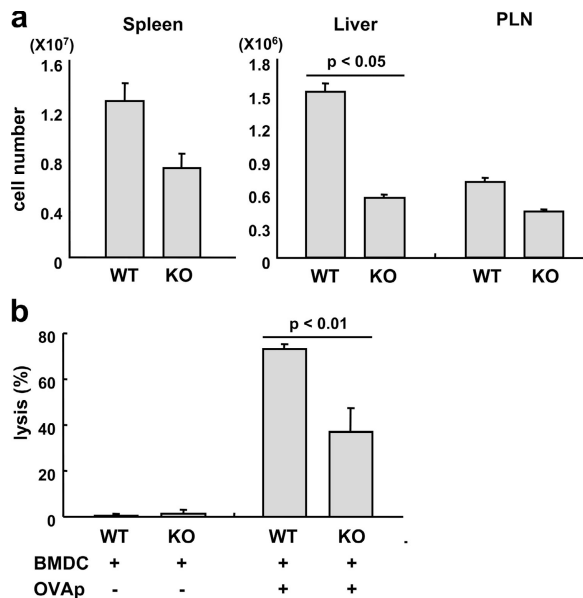 a
Spleen
Liver
PLN
(X10⁷)
1.6
1.2
0.8
0.4
0
cell number
WT KO
(X10⁶)
1.8
1.5
1.2
0.9
0.6
0.3
0
p < 0.05
WT KO
WT KO
b
80
60
40
20
0
lysis (%)
p < 0.01
WT KO WT KO
BMDC + + + +
OVAp - - + +